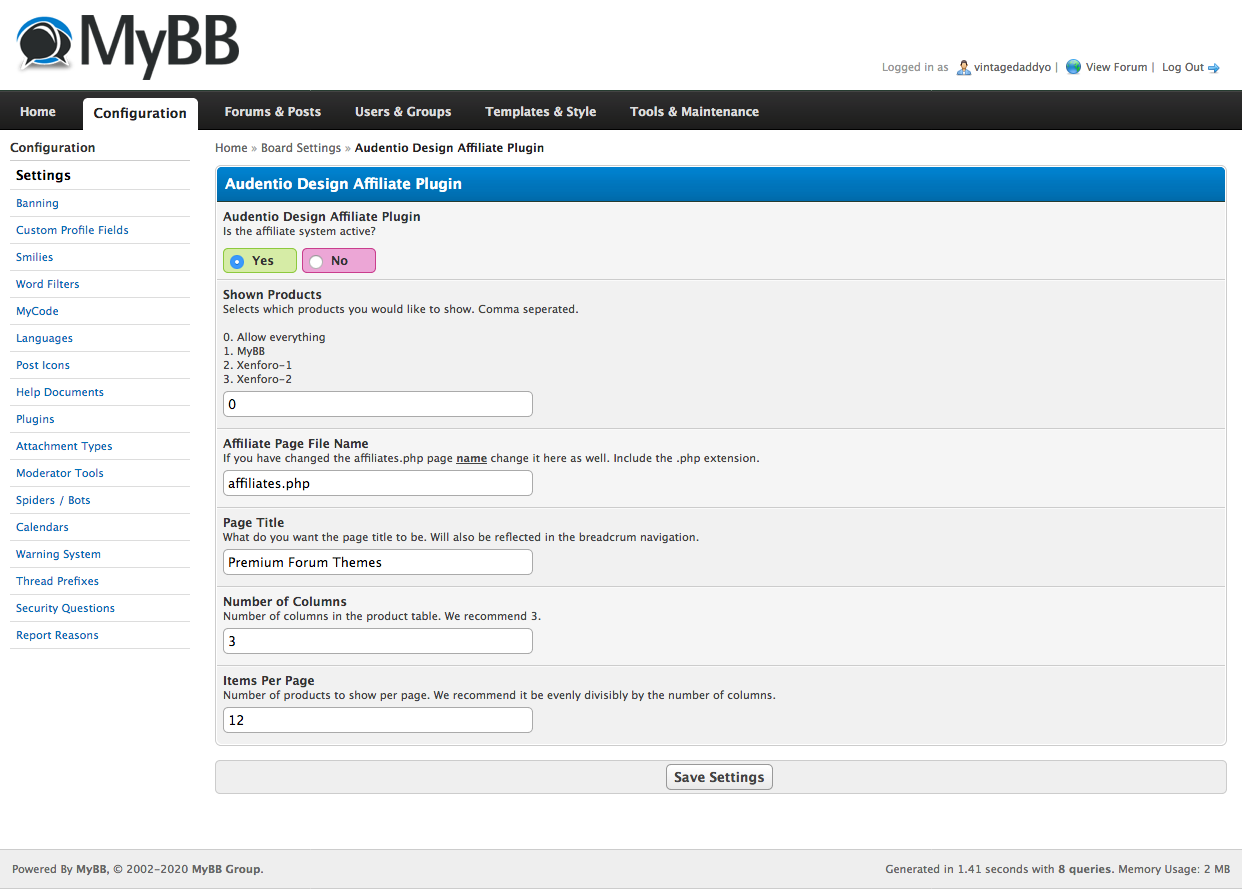 MyBB
Logged in as vintagedaddyo | View Forum | Log Out
Home Configuration Forums & Posts Users & Groups Templates & Style Tools & Maintenance
Configuration
Settings
Banning
Custom Profile Fields
Smilies
Word Filters
MyCode
Languages
Post Icons
Help Documents
Plugins
Attachment Types
Moderator Tools
Spiders / Bots
Calendars
Warning System
Thread Prefixes
Security Questions
Report Reasons
Home » Board Settings » Audentio Design Affiliate Plugin
Audentio Design Affiliate Plugin
Audentio Design Affiliate Plugin
Is the affiliate system active?
Yes No
Shown Products
Selects which products you would like to show. Comma seperated.
0. Allow everything
1. MyBB
2. Xenforo-1
3. Xenforo-2
0
Affiliate Page File Name
If you have changed the affiliates.php page name change it here as well. Include the .php extension.
affiliates.php
Page Title
What do you want the page title to be. Will also be reflected in the breadcrum navigation.
Premium Forum Themes
Number of Columns
Number of columns in the product table. We recommend 3.
3
Items Per Page
Number of products to show per page. We recommend it be evenly divisibly by the number of columns.
12
Save Settings
Powered By MyBB, © 2002-2020 MyBB Group.
Generated in 1.41 seconds with 8 queries. Memory Usage: 2 MB